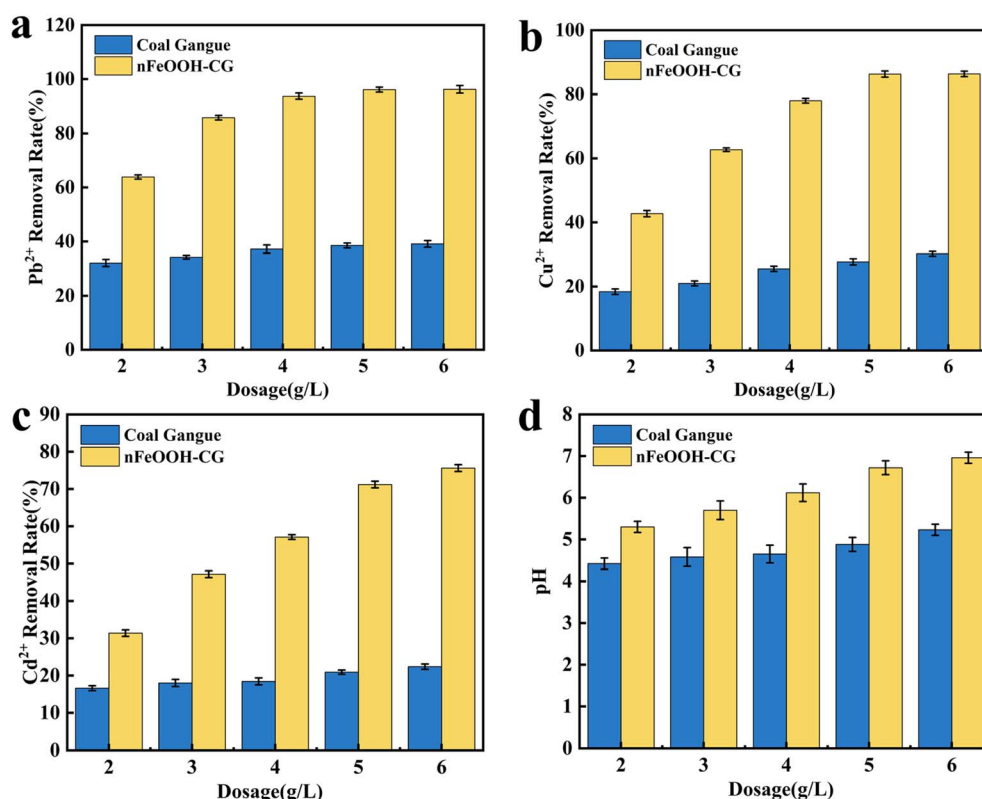 a
120
100
80
60
40
20
0
Pb²⁺ Removal Rate(%)
Coal Gangue
nFeOOH-CG
2 3 4 5 6
Dosage(g/L)
b
100
80
60
40
20
0
Cu²⁺ Removal Rate(%)
Coal Gangue
nFeOOH-CG
2 3 4 5 6
Dosage(g/L)
c
90
80
70
60
50
40
30
20
10
0
Cd²⁺ Removal Rate(%)
Coal Gangue
nFeOOH-CG
2 3 4 5 6
Dosage(g/L)
d
8
7
6
5
4
3
2
1
0
pH
Coal Gangue
nFeOOH-CG
2 3 4 5 6
Dosage(g/L)